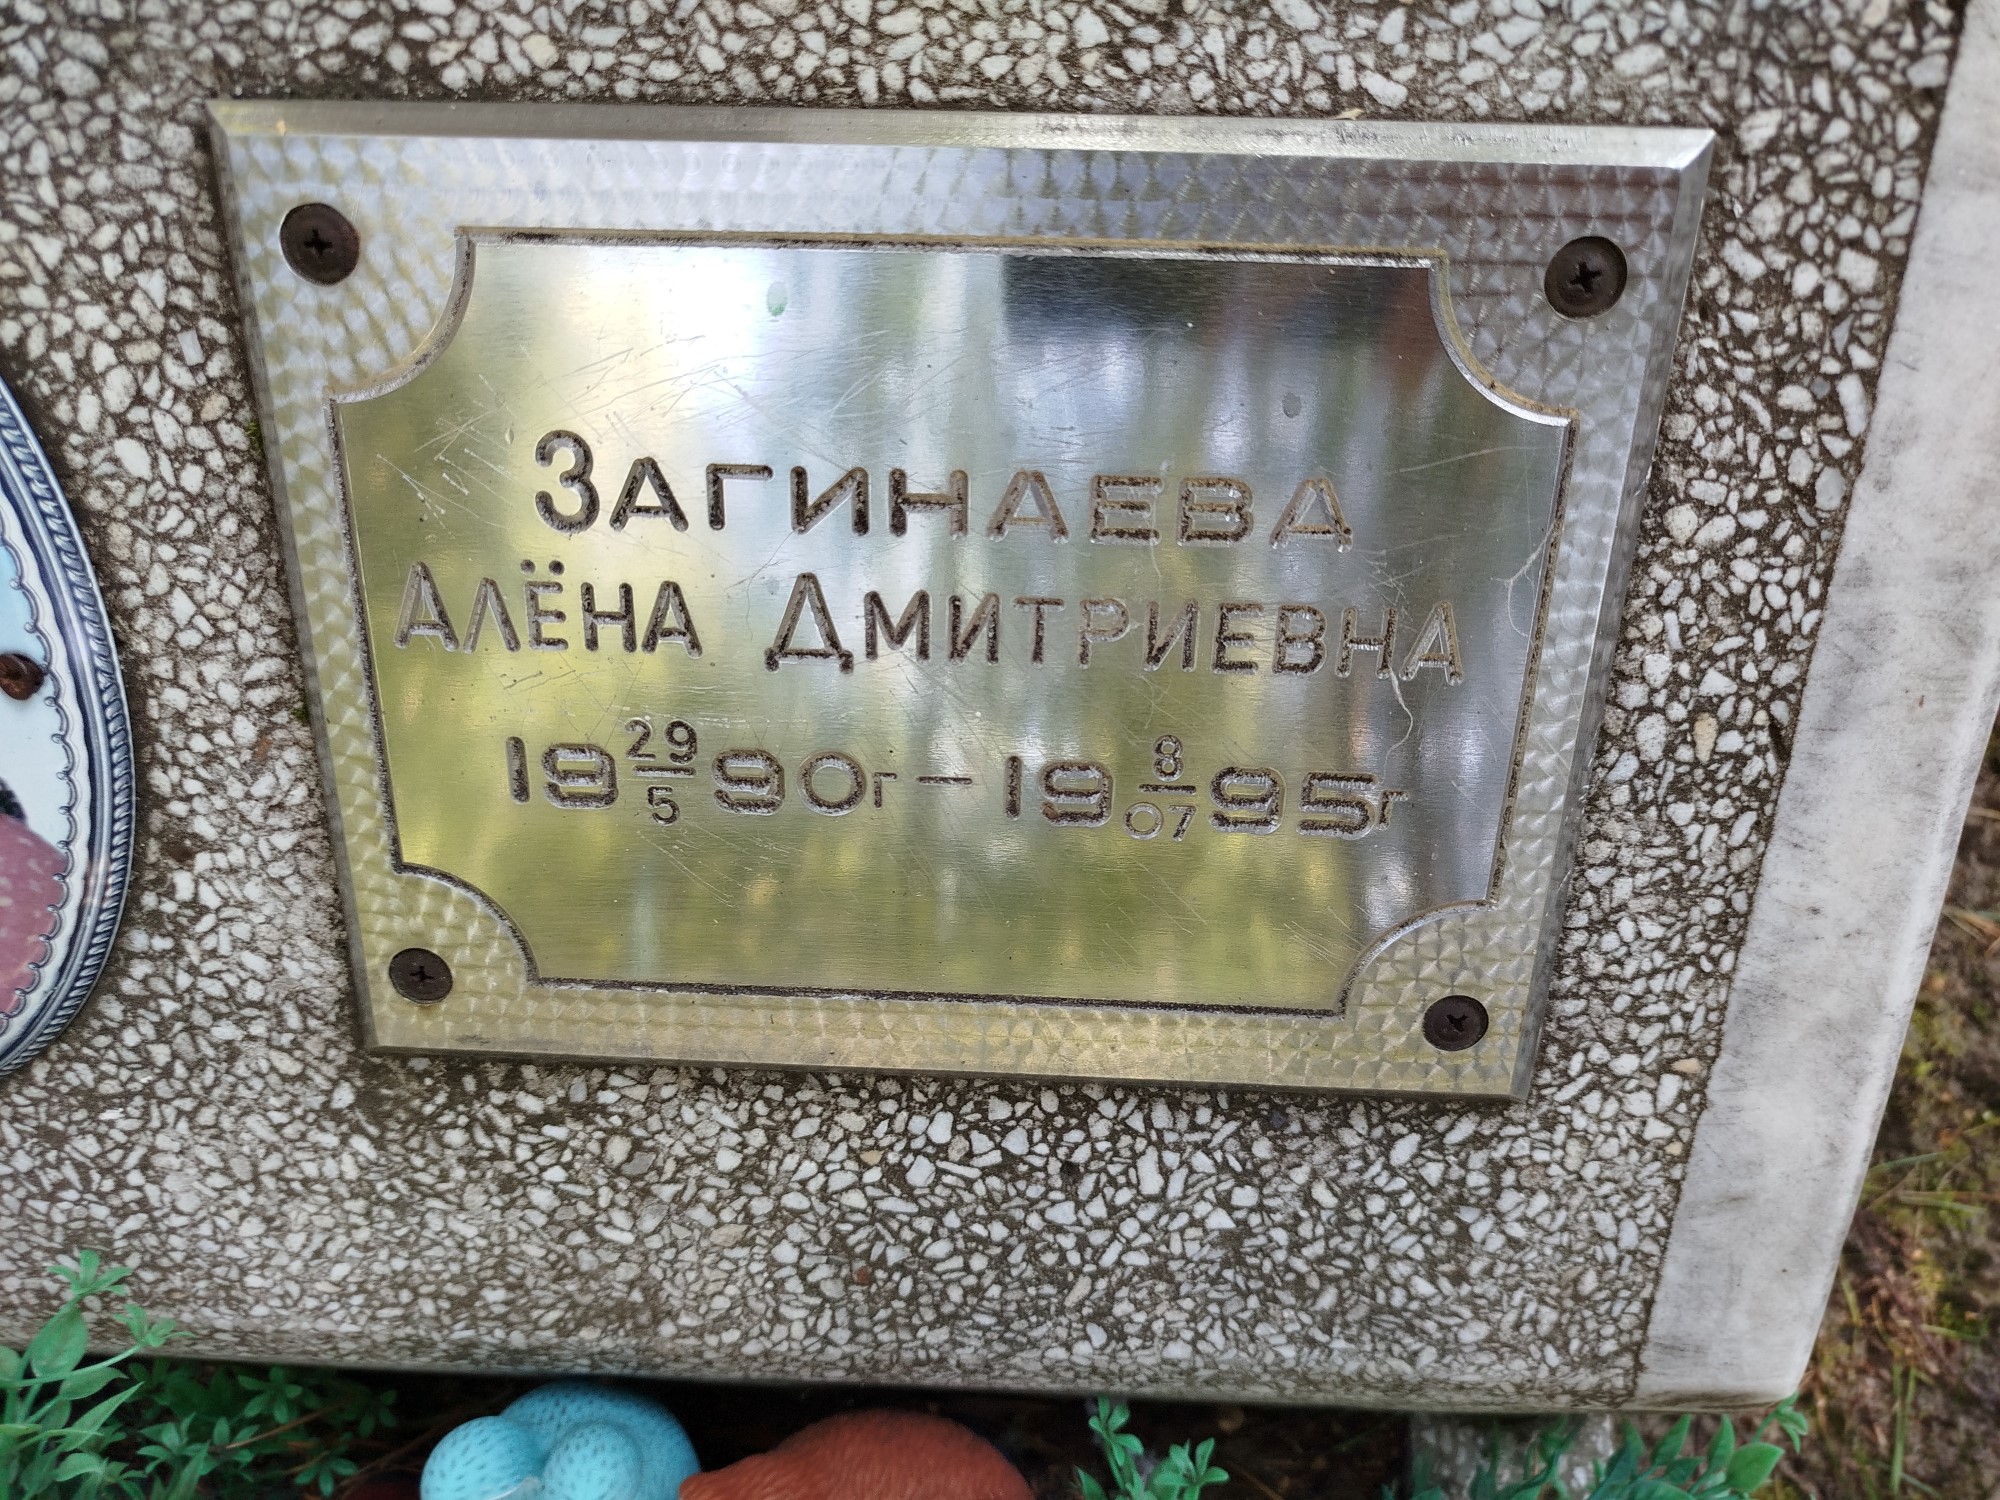 Загинаева
Алёна Дмитриевна
19 29/5 90г – 19 8/07 95г